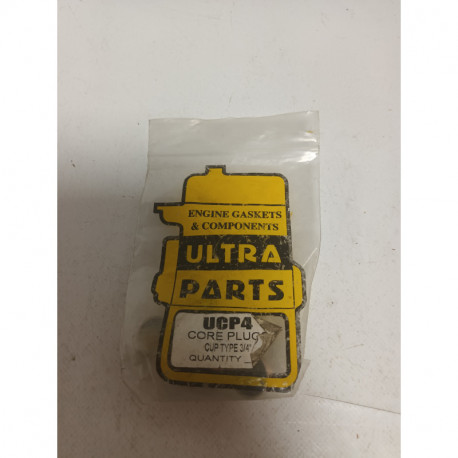 ENGINE GASKETS
& COMPONENTS
ULTRA
PARTS
UCP4
CORE PLUG
CUP TYPE 3/4"
QUANTITY